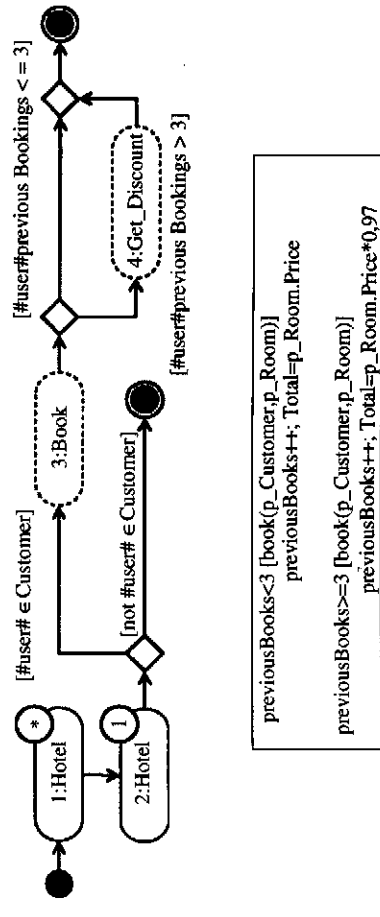 *
1:Hotel
1
2:Hotel
[#user# ∈ Customer]
[not #user# ∈ Customer]
3:Book
[#user#previous Bookings < = 3]
4:Get_Discount
[#user#previous Bookings > 3]
previousBooks<3 [book(p_Customer,p_Room)]
previousBooks++; Total=p_Room.Price
previousBooks>=3 [book(p_Customer,p_Room)]
previousBooks++; Total=p_Room.Price*0,97